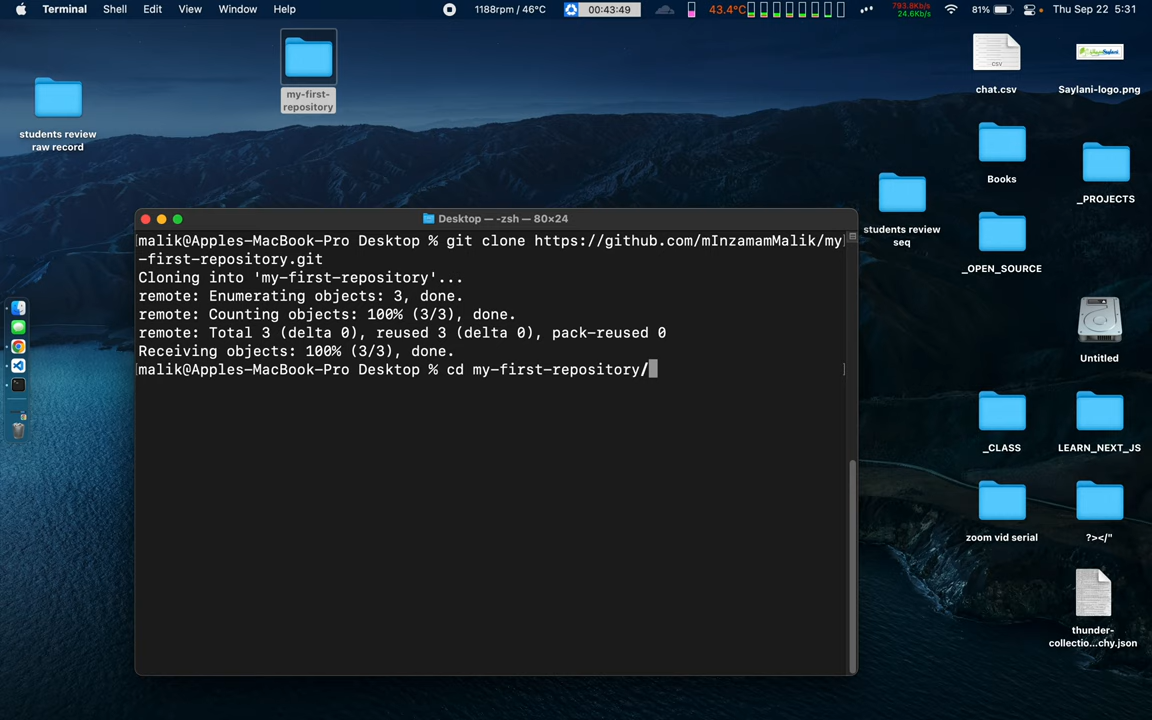 Terminal Shell Edit View Window Help 1188rpm / 46°C 00:43:49 43.4°C 793.8Kb/s 24.6Kb/s 81% Thu Sep 22 5:31
my-first-
repository
students review
raw record
chat.csv
CSV
Saylani-logo.png
Books
_PROJECTS
students review
seq
_OPEN_SOURCE
Untitled
_CLASS
LEARN_NEXT_JS
zoom vid serial
?></"
thunder-
collectio...chy.json
Desktop — -zsh — 80×24
malik@Apples-MacBook-Pro Desktop % git clone https://github.com/mInzamamMalik/my
-first-repository.git
Cloning into 'my-first-repository'...
remote: Enumerating objects: 3, done.
remote: Counting objects: 100% (3/3), done.
remote: Total 3 (delta 0), reused 3 (delta 0), pack-reused 0
Receiving objects: 100% (3/3), done.
malik@Apples-MacBook-Pro Desktop % cd my-first-repository/